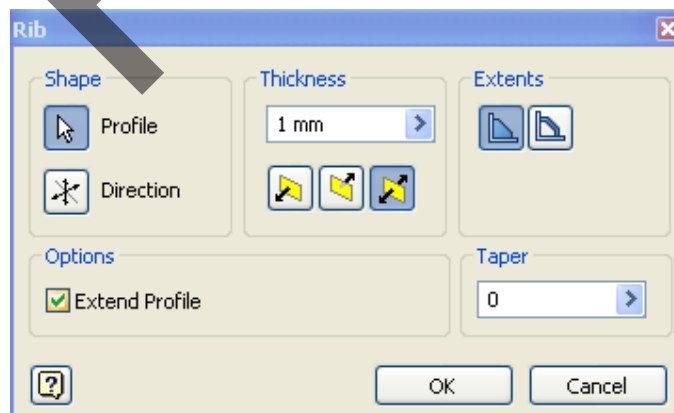 Rib
Shape
Profile
Direction
Thickness
1 mm
Extents
Options
Extend Profile
Taper
0
OK
Cancel